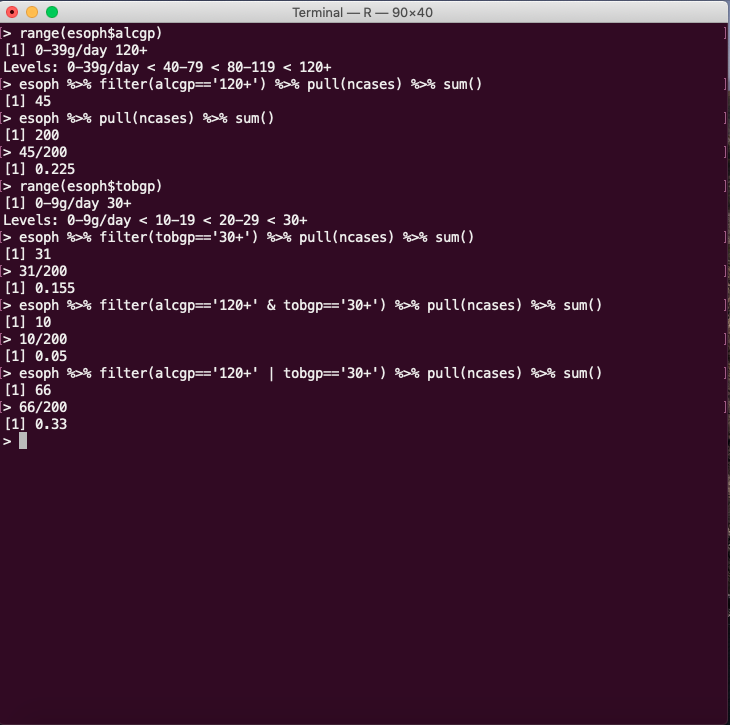 Terminal — R — 90×40
[> range(esoph$alcgp) ]
[1] 0-39g/day 120+
Levels: 0-39g/day < 40-79 < 80-119 < 120+
[> esoph %>% filter(alcgp=='120+') %>% pull(ncases) %>% sum() ]
[1] 45
[> esoph %>% pull(ncases) %>% sum() ]
[1] 200
[> 45/200 ]
[1] 0.225
[> range(esoph$tobgp) ]
[1] 0-9g/day 30+
Levels: 0-9g/day < 10-19 < 20-29 < 30+
[> esoph %>% filter(tobgp=='30+') %>% pull(ncases) %>% sum() ]
[1] 31
[> 31/200 ]
[1] 0.155
[> esoph %>% filter(alcgp=='120+' & tobgp=='30+') %>% pull(ncases) %>% sum() ]
[1] 10
[> 10/200 ]
[1] 0.05
[> esoph %>% filter(alcgp=='120+' | tobgp=='30+') %>% pull(ncases) %>% sum() ]
[1] 66
[> 66/200 ]
[1] 0.33
>